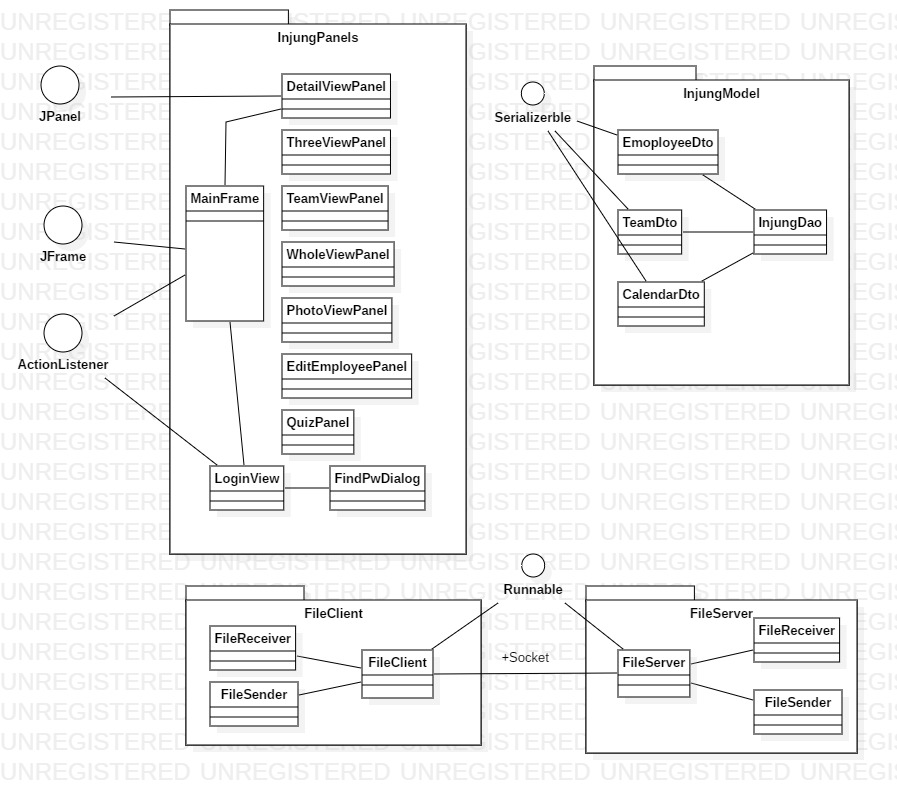 InjungPanels
DetailViewPanel
JPanel
ThreeViewPanel
MainFrame
TeamViewPanel
JFrame
WholeViewPanel
PhotoViewPanel
ActionListener
EditEmployeePanel
QuizPanel
LoginView
FindPwDialog
InjungModel
Serializerble
EmoployeeDto
TeamDto
InjungDao
CalendarDto
Runnable
FileClient
FileReceiver
FileClient
FileSender
+Socket
FileServer
FileReceiver
FileServer
FileSender
UNREGISTERED UNREGISTERED UNREGISTERED UNREGISTERED